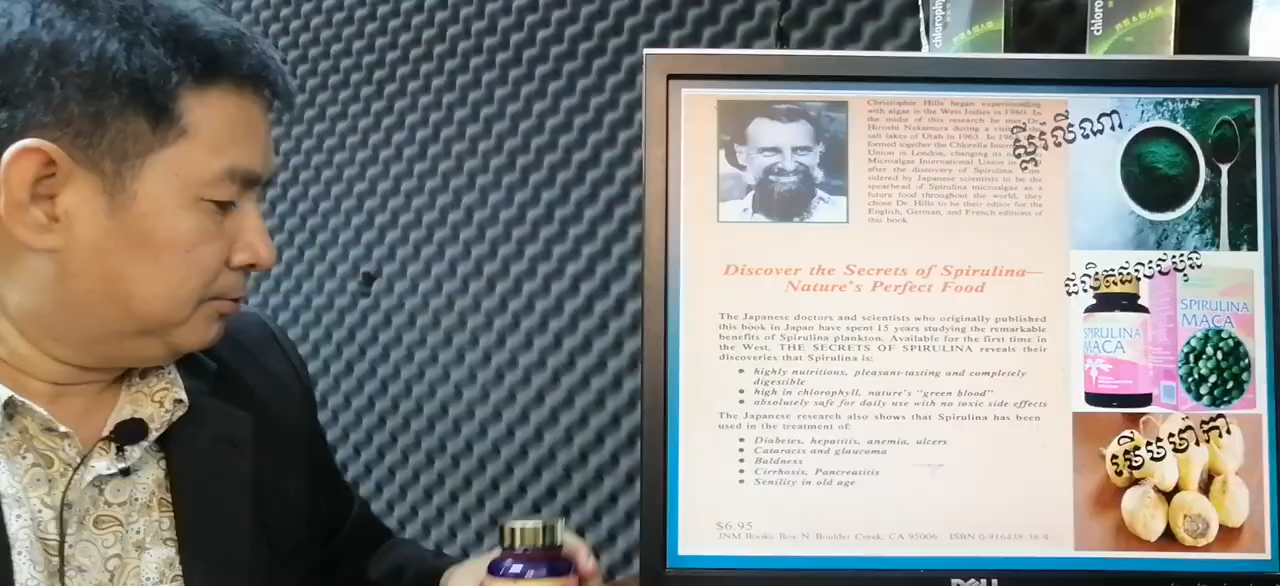 chloro
Christopher Hills began experimenting
with algae in the West Indies in 1960. In
the midst of this research he met Dr.
Hiroshi Nakamura during a visit
salt lakes of Utah in 1963. In
formed together the Chlorella
Union in London, changing its
Microalgae International Union in
after the discovery of Spirulina. Con-
sidered by Japanese scientists to be the
spearhead of Spirulina microalgae as a
future food throughout the world, they
chose Dr. Hills to be their editor for the
English, German, and French editions of
this book.
ស្ពីរូលីណា
Discover the Secrets of Spirulina—
Nature's Perfect Food
The Japanese doctors and scientists who originally published
this book in Japan have spent 15 years studying the remarkable
benefits of Spirulina plankton. Available for the first time in
the West, THE SECRETS OF SPIRULINA reveals their
discoveries that Spirulina is:
highly nutritious, pleasant-tasting and completely
digestible
high in chlorophyll, nature's "green blood"
absolutely safe for daily use with no toxic side effects
The Japanese research also shows that Spirulina has been
used in the treatment of:
Diabetes, hepatitis, anemia, ulcers
Cataracts and glaucoma
Baldness
Cirrhosis, Pancreatitis
Senility in old age
$6.95
Box N Boulder Creek, CA 95006 ISBN 0-916438-38-4
ផលិតផលជប៉ុន
SPIRULINA
MACA
SPIRULINA
MACA
មើមម៉ាកា
DELL